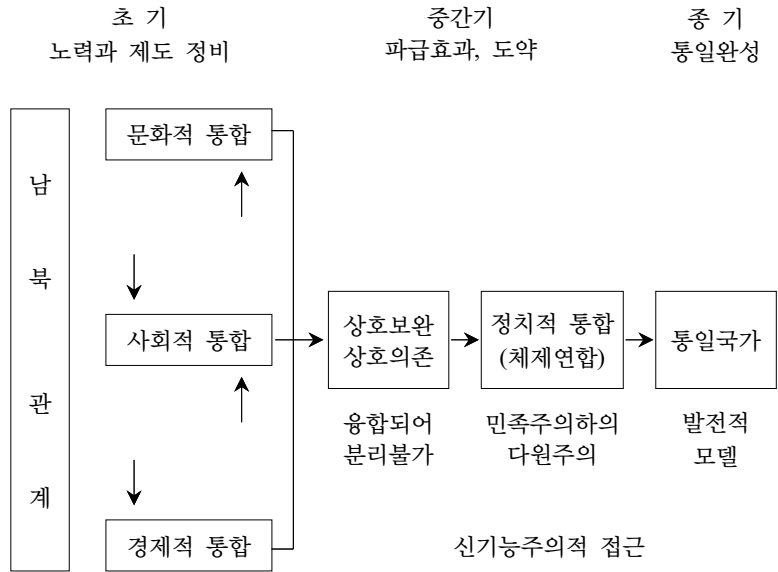 초 기
노력과 제도 정비
중간기
파급효과, 도약
종 기
통일완성
남
북
관
계
문화적 통합
사회적 통합
경제적 통합
상호보완
상호의존
융합되어
분리불가
정치적 통합
(체제연합)
민족주의하의
다원주의
통일국가
발전적
모델
신기능주의적 접근